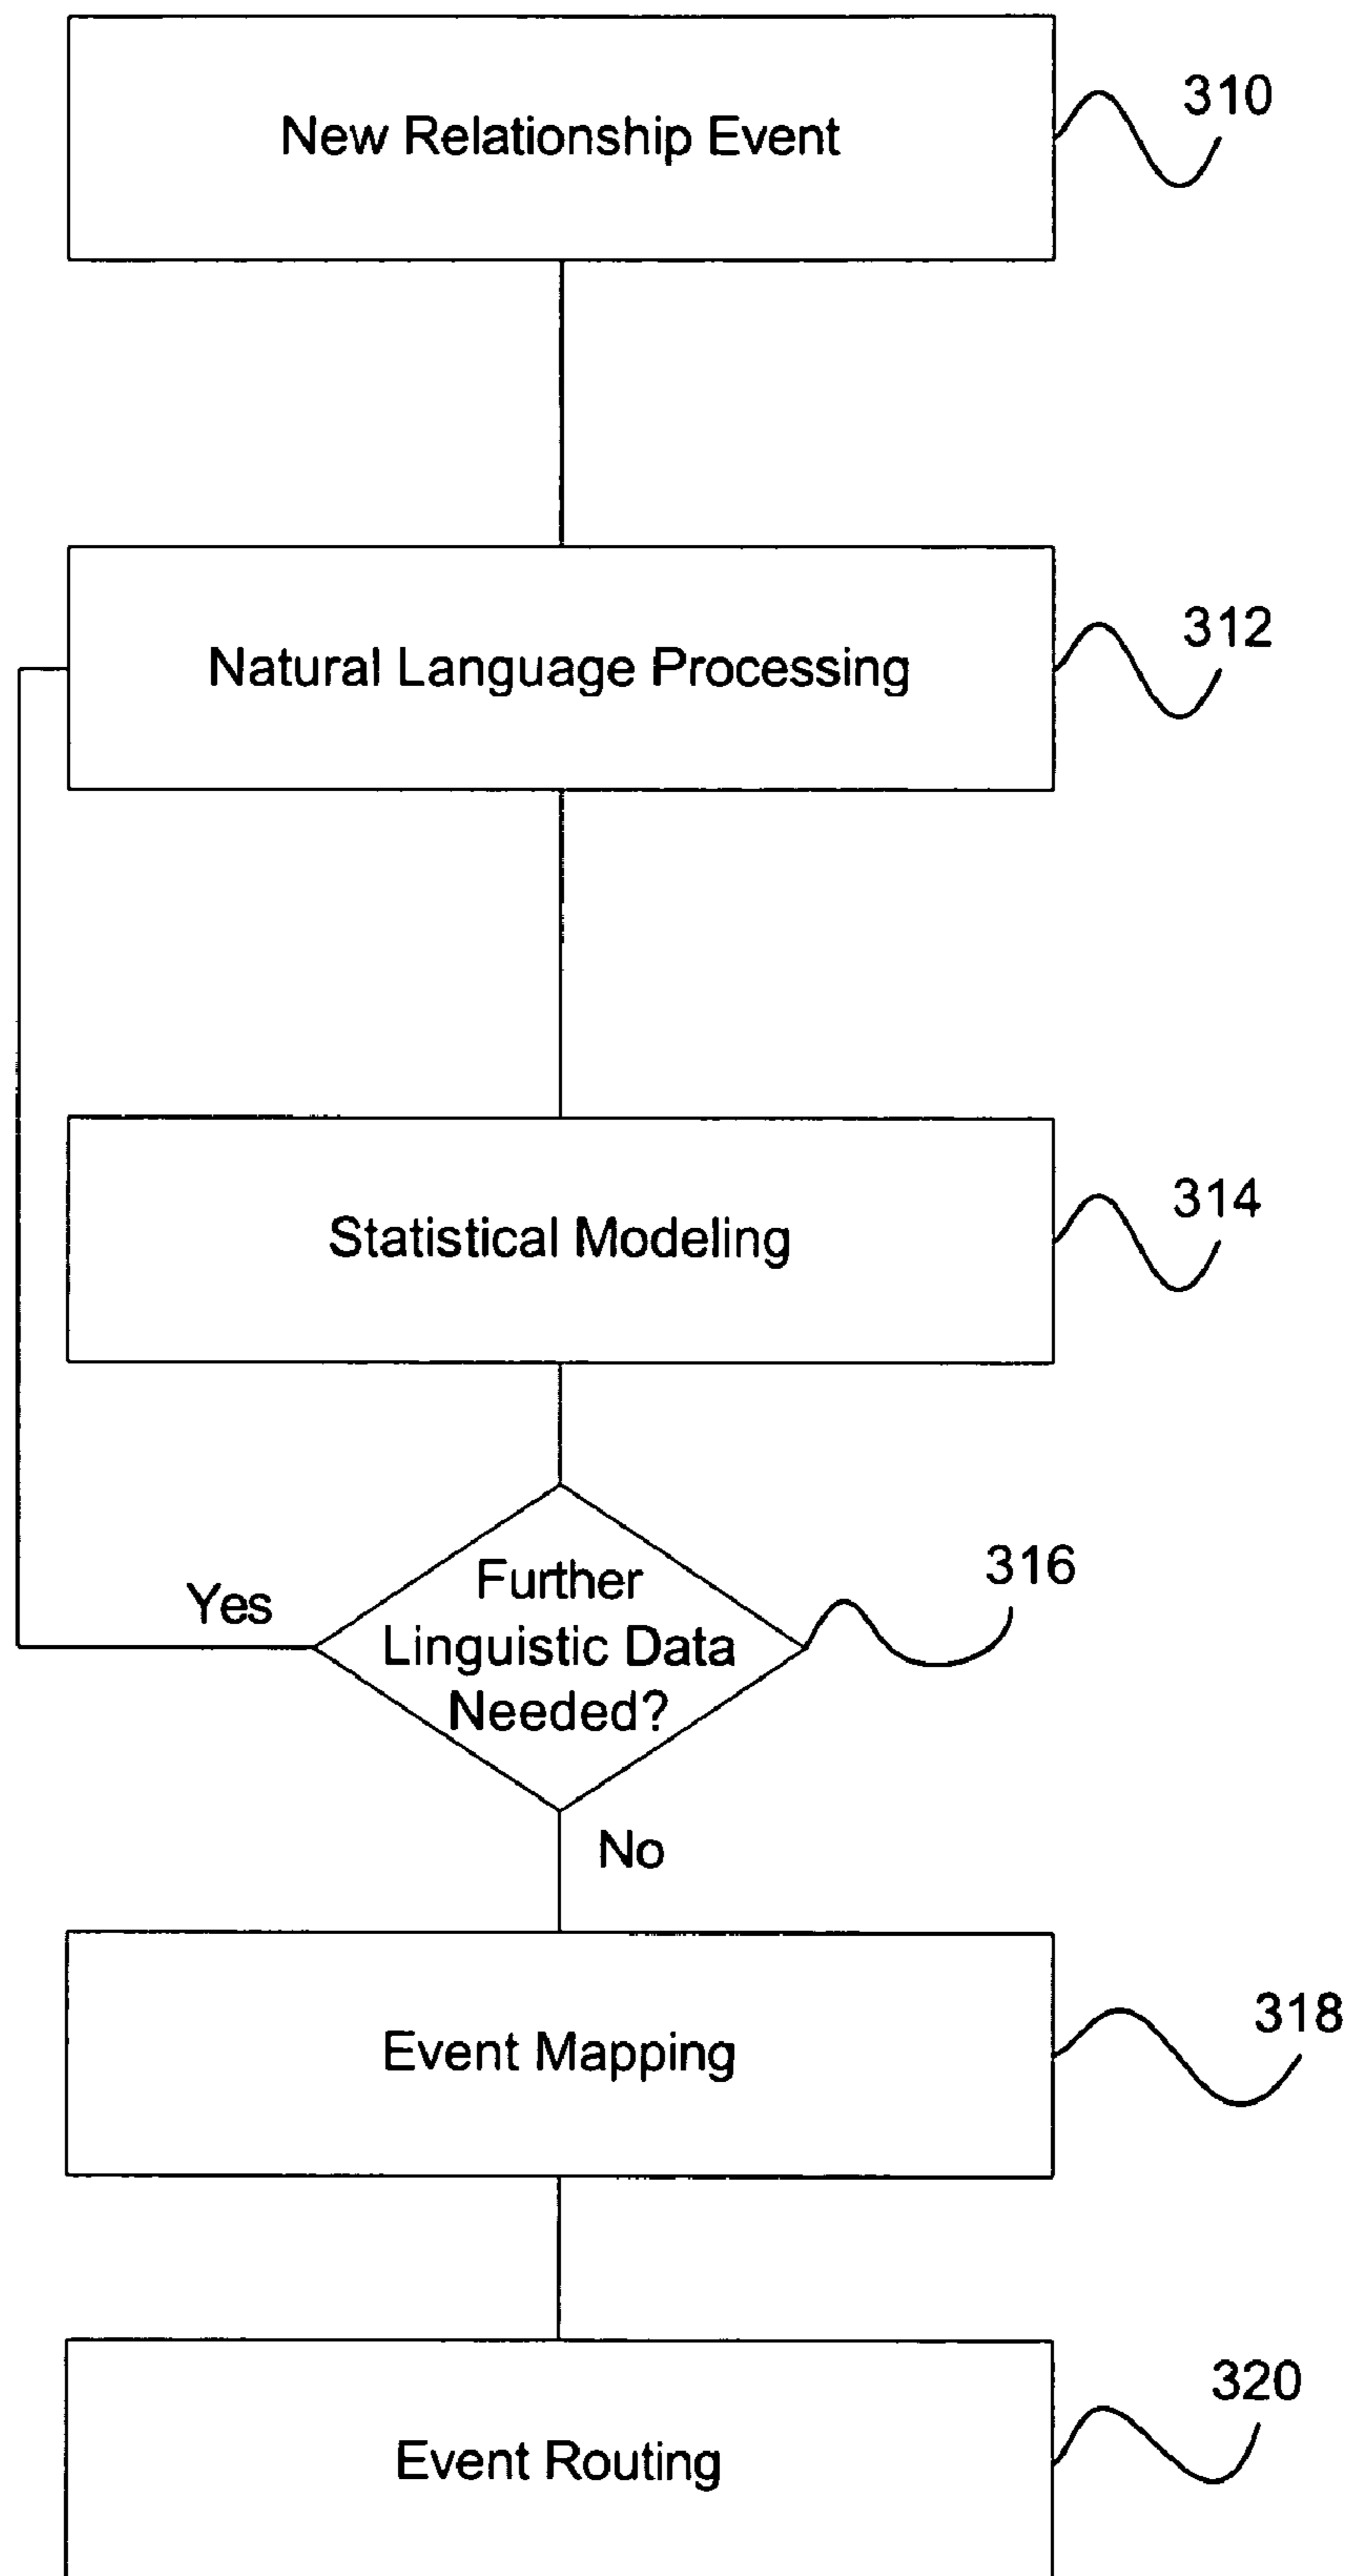 New Relationship Event
310
Natural Language Processing
312
Statistical Modeling
314
Further
Linguistic Data
Needed?
316
Yes
No
Event Mapping
318
Event Routing
320